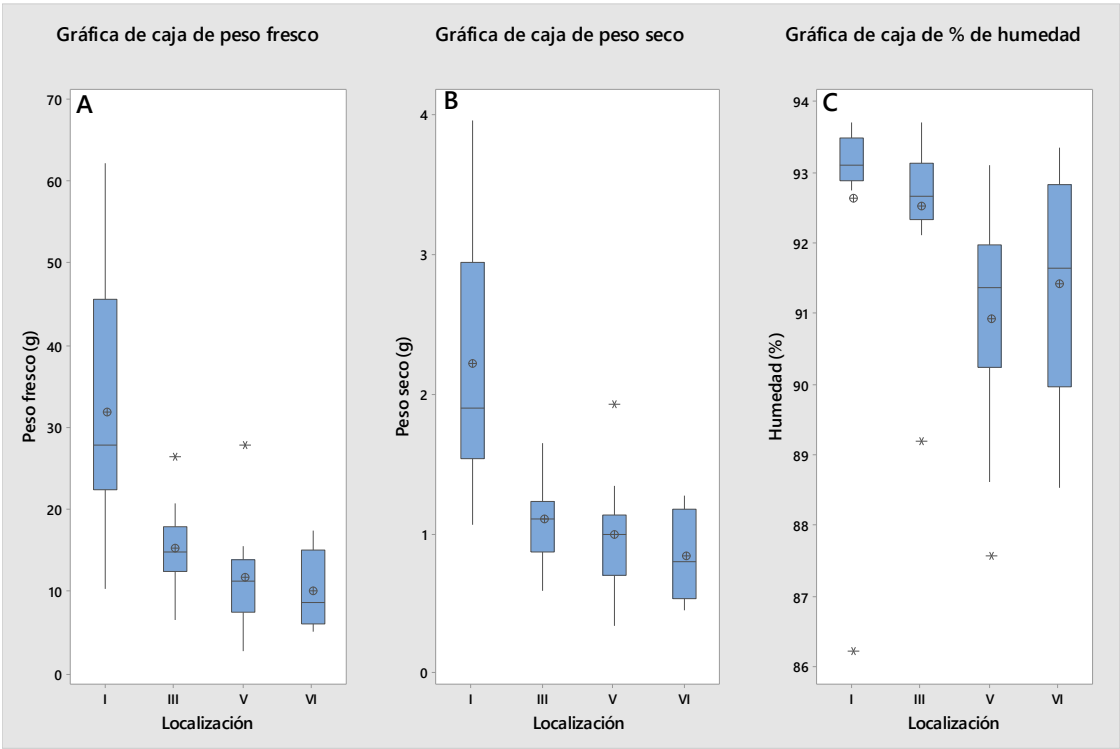 Gráfica de caja de peso fresco
A
Peso fresco (g)
70
60
50
40
30
20
10
0
I III V VI
Localización
Gráfica de caja de peso seco
B
Peso seco (g)
4
3
2
1
0
I III V VI
Localización
Gráfica de caja de % de humedad
C
Humedad (%)
94
93
92
91
90
89
88
87
86
I III V VI
Localización